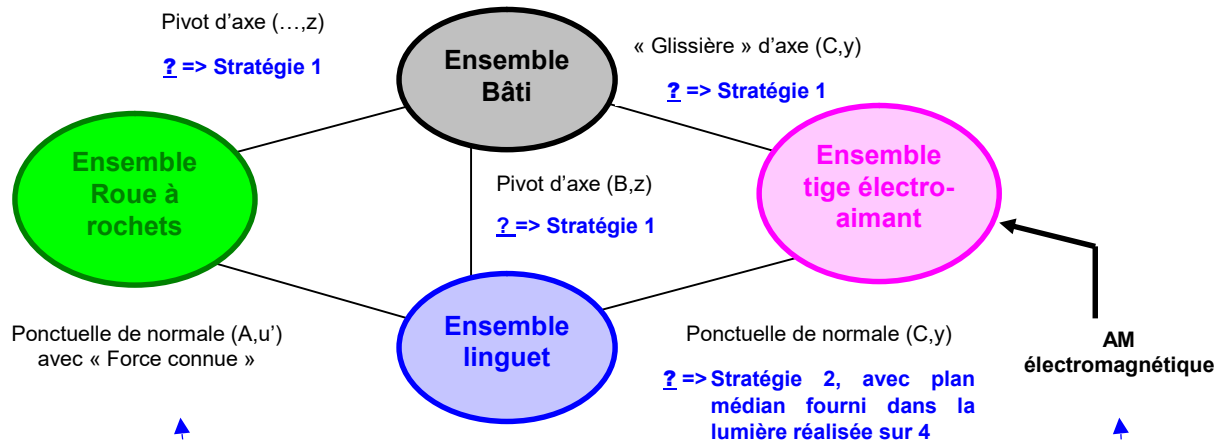 Pivot d’axe (…,z)
? => Stratégie 1
Ensemble
Bâti
« Glissière » d’axe (C,y)
? => Stratégie 1
Ensemble
Roue à
rochets
Pivot d’axe (B,z)
? => Stratégie 1
Ensemble
tige électro-
aimant
Ponctuelle de normale (A,u’)
avec « Force connue »
Ensemble
linguet
Ponctuelle de normale (C,y)
? => Stratégie 2, avec plan
médian fourni dans la
lumière réalisée sur 4
AM
électromagnétique